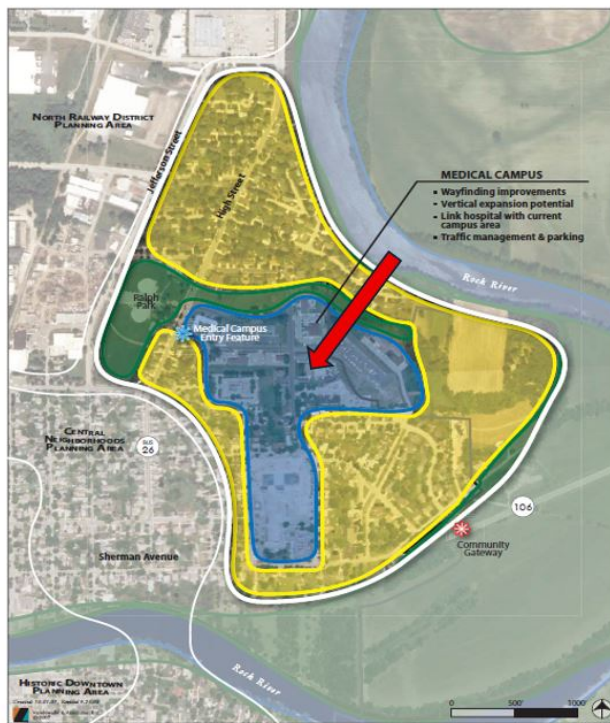 NORTH RAILWAY DISTRICT
PLANNING AREA
Jefferson Street
High Street
MEDICAL CAMPUS
▪ Wayfinding improvements
▪ Vertical expansion potential
▪ Link hospital with current
campus area
▪ Traffic management & parking
Rock River
Ralph
Park
Medical Campus
Entry Feature
CENTRAL
NEIGHBORHOODS
PLANNING AREA
BUS
26
106
Community
Gateway
Sherman Avenue
Rock River
HISTORIC DOWNTOWN
PLANNING AREA
0 500 1000